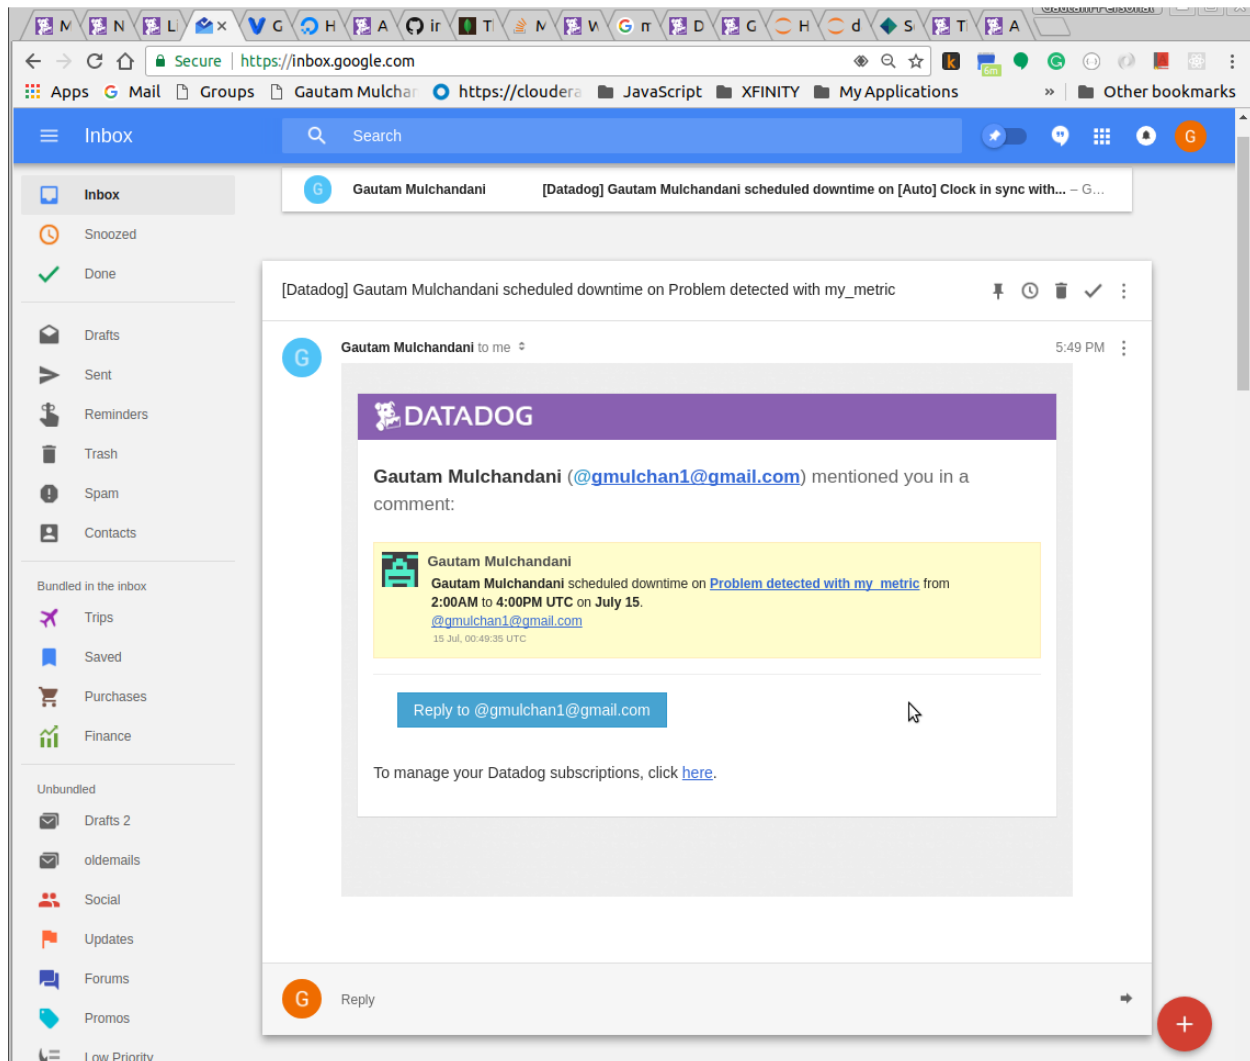 M N L G H A ir T M W G m D G H d S T A
Secure | https://inbox.google.com
6m
Apps G Mail Groups Gautam Mulchar https://cloudera JavaScript XFINITY My Applications » Other bookmarks
Inbox Search G
G Gautam Mulchandani [Datadog] Gautam Mulchandani scheduled downtime on [Auto] Clock in sync with... – G...
Inbox
Snoozed
Done
[Datadog] Gautam Mulchandani scheduled downtime on Problem detected with my_metric
Drafts
Sent
Reminders
Trash
Spam
Contacts
Bundled in the inbox
Trips
Saved
Purchases
Finance
Unbundled
Drafts 2
oldemails
Social
Updates
Forums
Promos
Low Priority
G Gautam Mulchandani to me 5:49 PM
DATADOG
Gautam Mulchandani (@gmulchan1@gmail.com) mentioned you in a
comment:
Gautam Mulchandani
Gautam Mulchandani scheduled downtime on Problem detected with my_metric from
2:00AM to 4:00PM UTC on July 15.
@gmulchan1@gmail.com
15 Jul, 00:49:35 UTC
Reply to @gmulchan1@gmail.com
To manage your Datadog subscriptions, click here.
G Reply